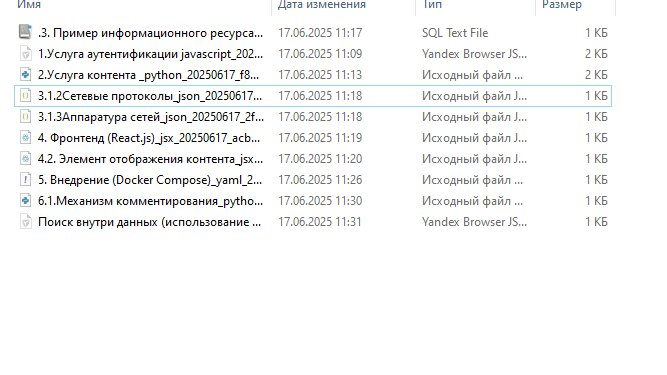 Имя Дата изменения Тип Размер
.3. Пример информационного ресурса... 17.06.2025 11:17 SQL Text File 1 КБ
1.Услуга аутентификации javascript_202... 17.06.2025 11:09 Yandex Browser JS... 2 КБ
2.Услуга контента _python_20250617_f8... 17.06.2025 11:13 Исходный файл ... 2 КБ
3.1.2Сетевые протоколы_json_20250617... 17.06.2025 11:18 Исходный файл J... 1 КБ
3.1.3Аппаратура сетей_json_20250617_2f... 17.06.2025 11:18 Исходный файл J... 1 КБ
4. Фронтенд (React.js)_jsx_20250617_acb... 17.06.2025 11:19 Исходный файл J... 1 КБ
4.2. Элемент отображения контента_jsx... 17.06.2025 11:20 Исходный файл J... 1 КБ
5. Внедрение (Docker Compose)_yaml_2... 17.06.2025 11:26 Исходный файл ... 1 КБ
6.1.Механизм комментирования_pytho... 17.06.2025 11:30 Исходный файл ... 1 КБ
Поиск внутри данных (использование ... 17.06.2025 11:31 Yandex Browser JS... 1 КБ